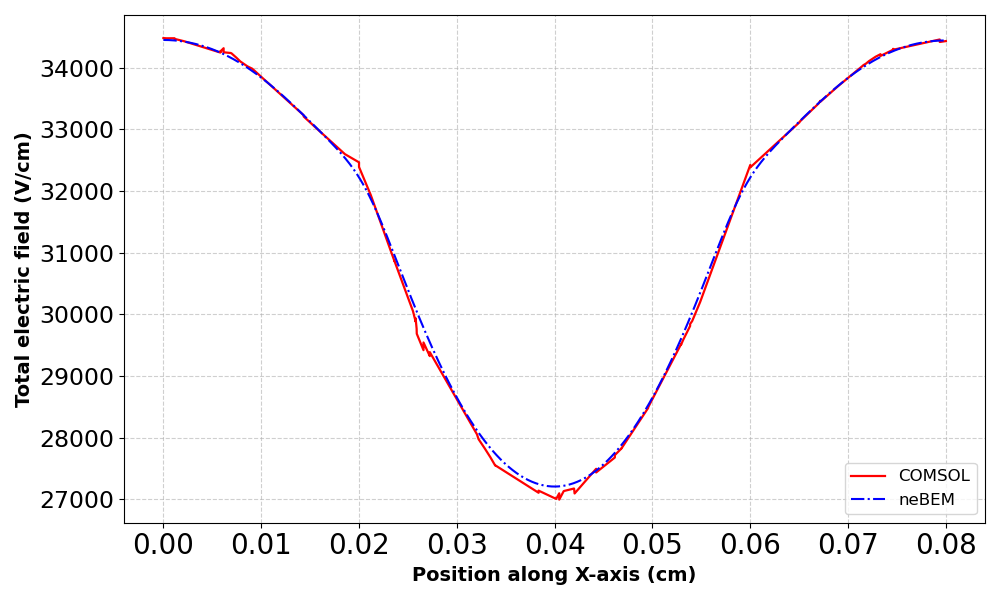 Total electric field (V/cm)
34000
33000
32000
31000
30000
29000
28000
27000
COMSOL
neBEM
0.00 0.01 0.02 0.03 0.04 0.05 0.06 0.07 0.08
Position along X-axis (cm)